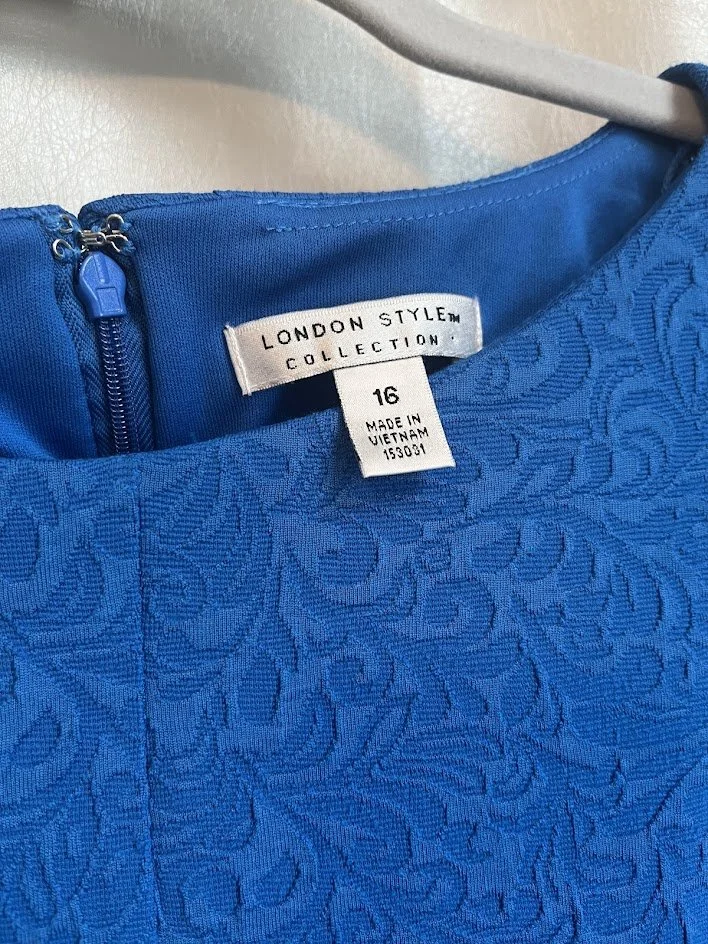 LONDON STYLE™
COLLECTION
16
MADE IN
VIETNAM
153031